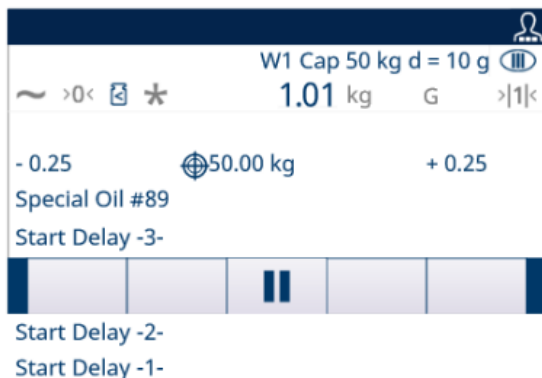 W1 Cap 50 kg d = 10 g
~ >0< * 1.01 kg G >|1|<
- 0.25 50.00 kg + 0.25
Special Oil #89
Start Delay -3-
Start Delay -2-
Start Delay -1-